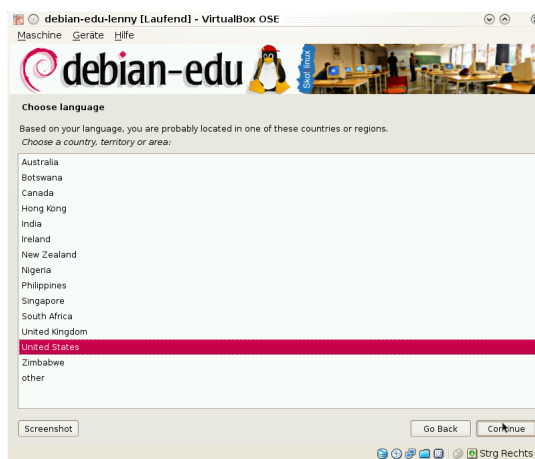 debian-edu-lenny [Laufend] - VirtualBox OSE
Maschine Geräte Hilfe
debian-edu
Skolelinux
Choose language
Based on your language, you are probably located in one of these countries or regions.
Choose a country, territory or area:
Australia
Botswana
Canada
Hong Kong
India
Ireland
New Zealand
Nigeria
Philippines
Singapore
South Africa
United Kingdom
United States
Zimbabwe
other
Screenshot
Go Back
Continue
Strg Rechts